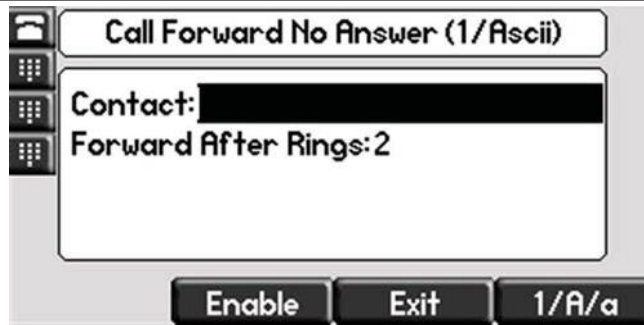 Call Forward No Answer (1/Ascii)
Contact:
Forward After Rings:2
Enable Exit 1/A/a